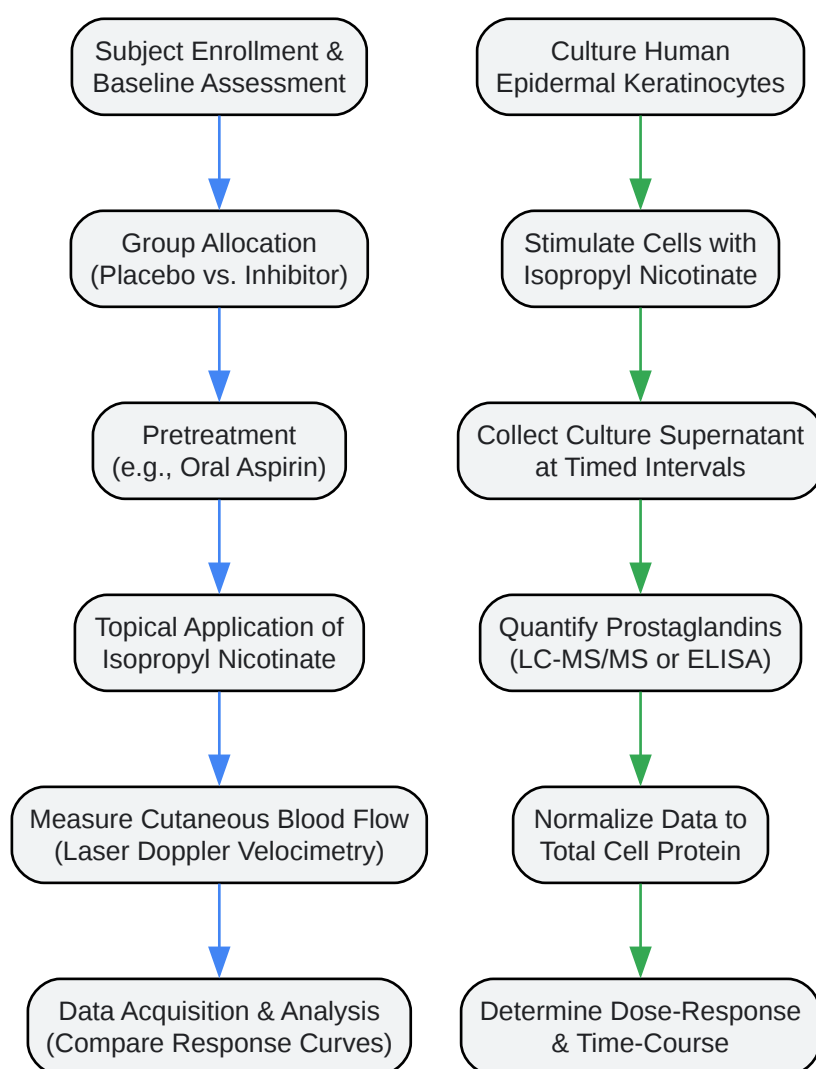 Subject Enrollment &
Baseline Assessment
Group Allocation
(Placebo vs. Inhibitor)
Pretreatment
(e.g., Oral Aspirin)
Topical Application of
Isopropyl Nicotinate
Measure Cutaneous Blood Flow
(Laser Doppler Velocimetry)
Data Acquisition & Analysis
(Compare Response Curves)
Culture Human
Epidermal Keratinocytes
Stimulate Cells with
Isopropyl Nicotinate
Collect Culture Supernatant
at Timed Intervals
Quantify Prostaglandins
(LC-MS/MS or ELISA)
Normalize Data to
Total Cell Protein
Determine Dose-Response
& Time-Course